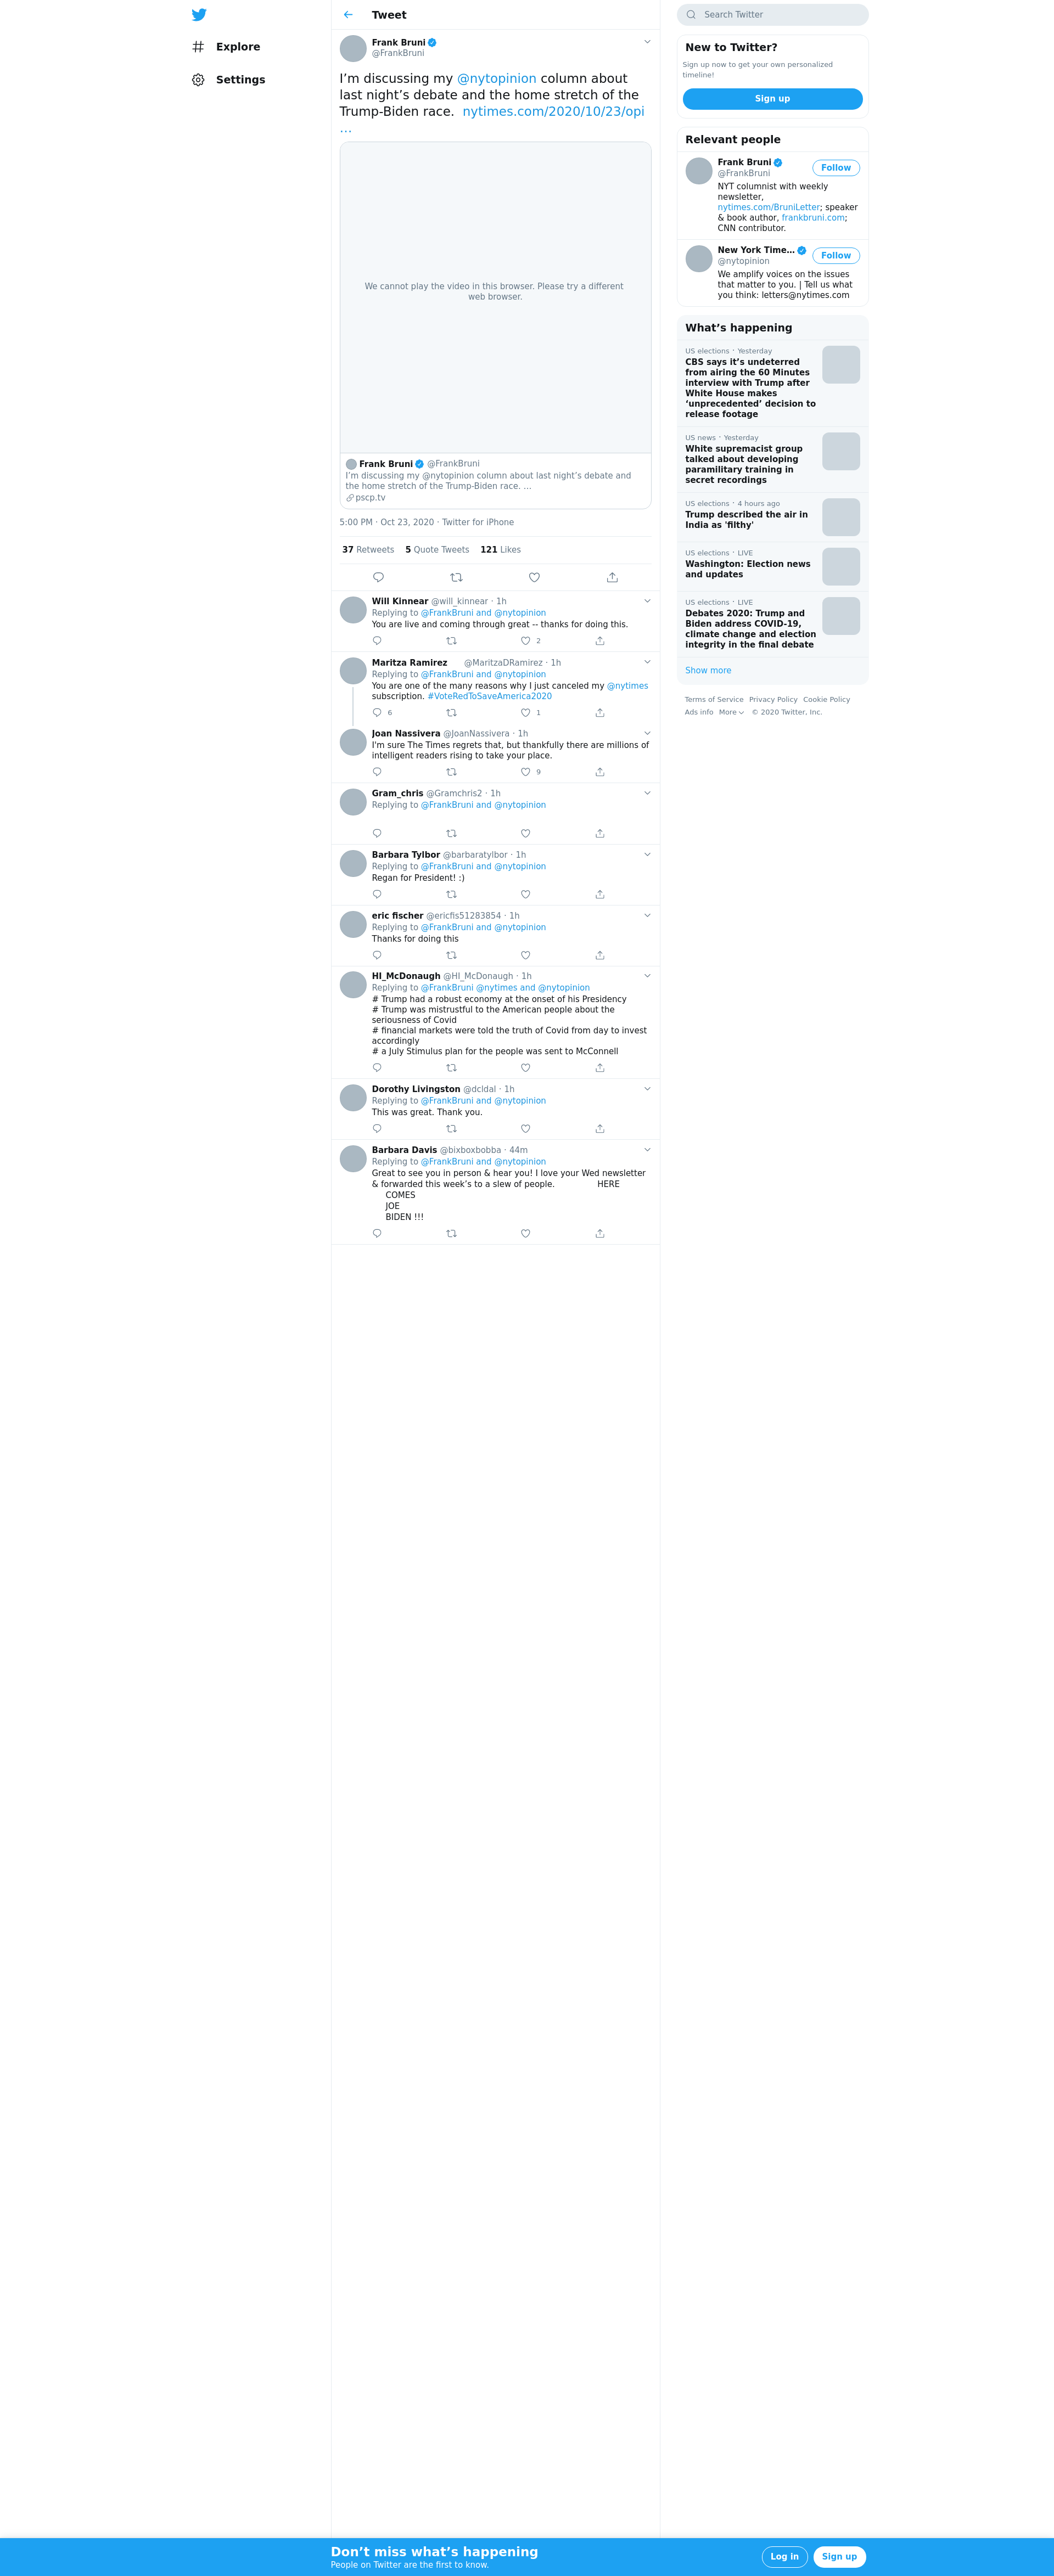 Explore
Settings
Tweet
Frank Bruni
@FrankBruni
I’m discussing my @nytopinion column about
last night’s debate and the home stretch of the
Trump-Biden race. nytimes.com/2020/10/23/opi
…
We cannot play the video in this browser. Please try a different
web browser.
Frank Bruni @FrankBruni
I’m discussing my @nytopinion column about last night’s debate and
the home stretch of the Trump-Biden race. …
pscp.tv
5:00 PM · Oct 23, 2020 · Twitter for iPhone
37 Retweets 5 Quote Tweets 121 Likes
Will Kinnear @will_kinnear · 1h
Replying to @FrankBruni and @nytopinion
You are live and coming through great -- thanks for doing this.
2
Maritza Ramirez @MaritzaDRamirez · 1h
Replying to @FrankBruni and @nytopinion
You are one of the many reasons why I just canceled my @nytimes
subscription. #VoteRedToSaveAmerica2020
6 1
Joan Nassivera @JoanNassivera · 1h
I'm sure The Times regrets that, but thankfully there are millions of
intelligent readers rising to take your place.
9
Gram_chris @Gramchris2 · 1h
Replying to @FrankBruni and @nytopinion
Barbara Tylbor @barbaratylbor · 1h
Replying to @FrankBruni and @nytopinion
Regan for President! :)
eric fischer @ericfis51283854 · 1h
Replying to @FrankBruni and @nytopinion
Thanks for doing this
HI_McDonaugh @HI_McDonaugh · 1h
Replying to @FrankBruni @nytimes and @nytopinion
# Trump had a robust economy at the onset of his Presidency
# Trump was mistrustful to the American people about the
seriousness of Covid
# financial markets were told the truth of Covid from day to invest
accordingly
# a July Stimulus plan for the people was sent to McConnell
Dorothy Livingston @dcldal · 1h
Replying to @FrankBruni and @nytopinion
This was great. Thank you.
Barbara Davis @bixboxbobba · 44m
Replying to @FrankBruni and @nytopinion
Great to see you in person & hear you! I love your Wed newsletter
& forwarded this week’s to a slew of people. HERE
COMES
JOE
BIDEN !!!
Search Twitter
New to Twitter?
Sign up now to get your own personalized
timeline!
Sign up
Relevant people
Frank Bruni
@FrankBruni
Follow
NYT columnist with weekly
newsletter,
nytimes.com/BruniLetter; speaker
& book author, frankbruni.com;
CNN contributor.
New York Time…
@nytopinion
Follow
We amplify voices on the issues
that matter to you. | Tell us what
you think: letters@nytimes.com
What’s happening
US elections · Yesterday
CBS says it’s undeterred
from airing the 60 Minutes
interview with Trump after
White House makes
‘unprecedented’ decision to
release footage
US news · Yesterday
White supremacist group
talked about developing
paramilitary training in
secret recordings
US elections · 4 hours ago
Trump described the air in
India as 'filthy'
US elections · LIVE
Washington: Election news
and updates
US elections · LIVE
Debates 2020: Trump and
Biden address COVID-19,
climate change and election
integrity in the final debate
Show more
Terms of Service Privacy Policy Cookie Policy
Ads info More © 2020 Twitter, Inc.
Don’t miss what’s happening
People on Twitter are the first to know.
Log in
Sign up